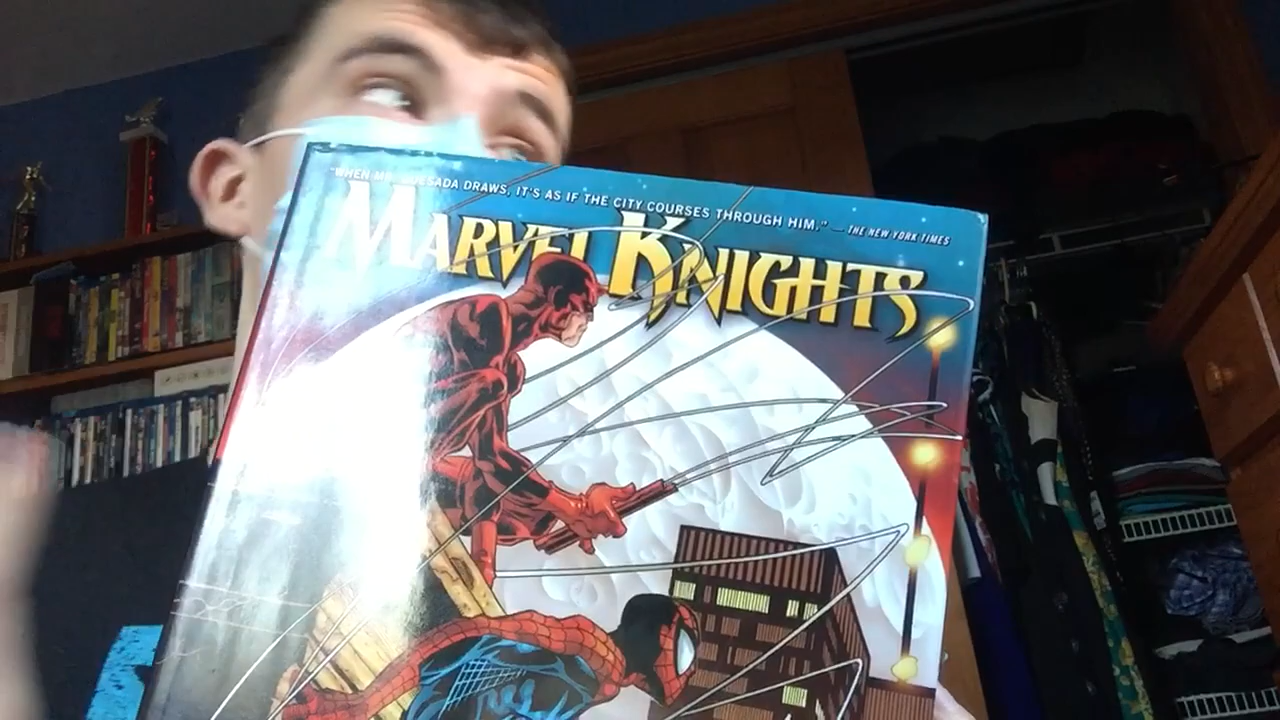 "WHEN MR. QUESADA DRAWS, IT'S AS IF THE CITY COURSES THROUGH HIM." — THE NEW YORK TIMES
MARVEL KNIGHTS